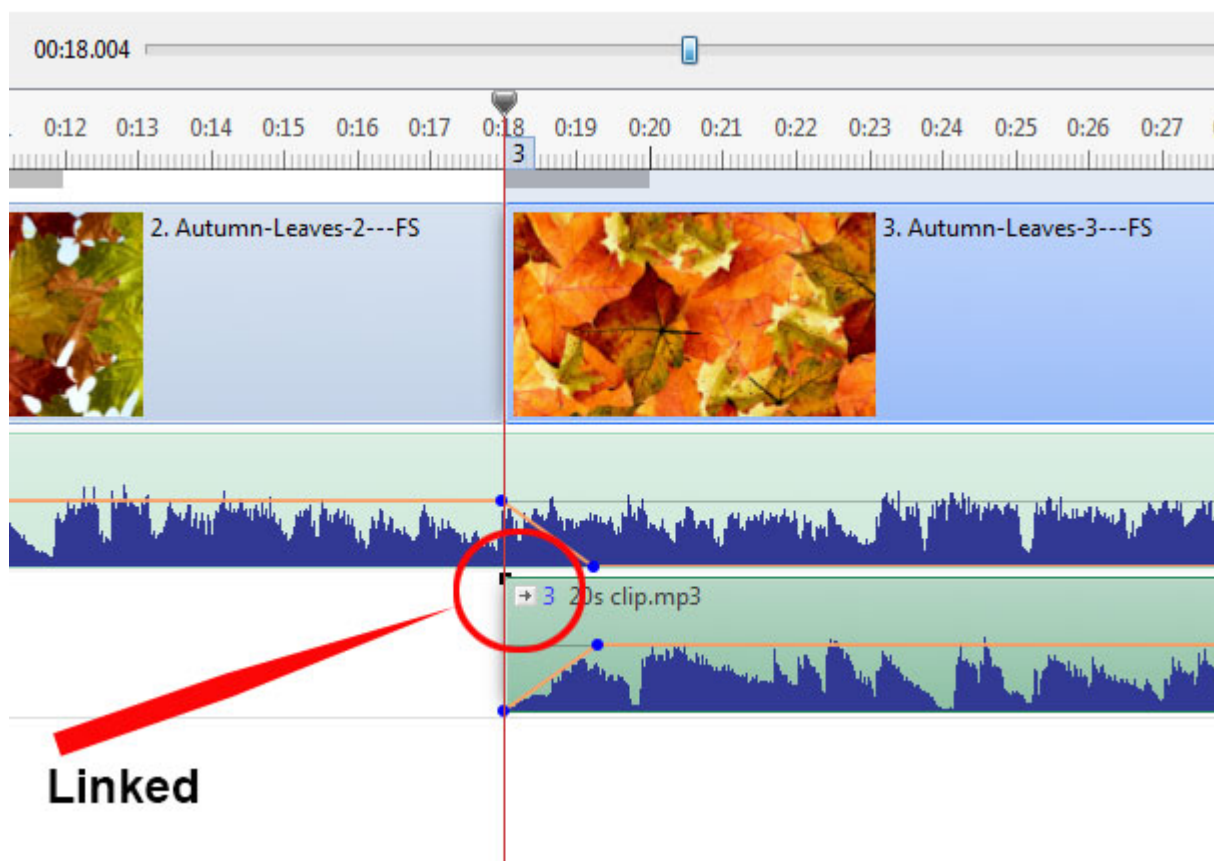 00:18.004
0:12 0:13 0:14 0:15 0:16 0:17 0:18 0:19 0:20 0:21 0:22 0:23 0:24 0:25 0:26 0:27
3
2. Autumn-Leaves-2---FS
3. Autumn-Leaves-3---FS
3 20s clip.mp3
Linked